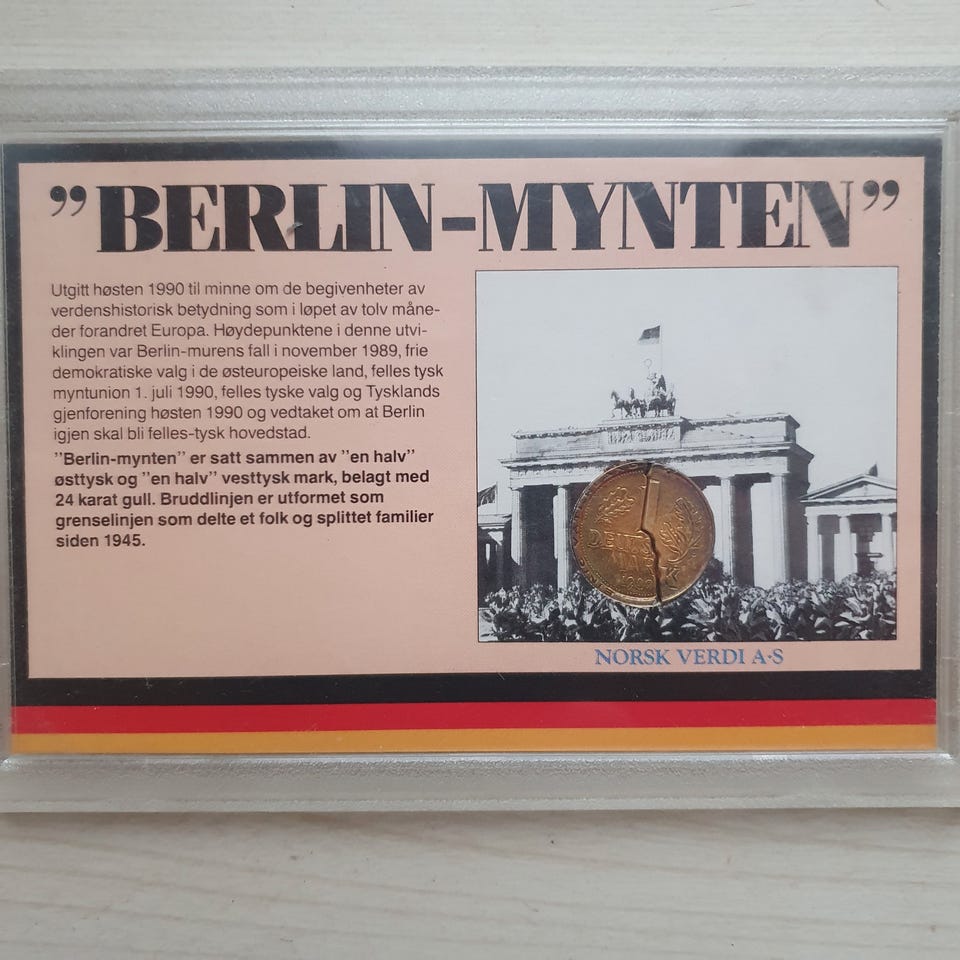 ”BERLIN-MYNTEN”
Utgitt høsten 1990 til minne om de begivenheter av
verdenshistorisk betydning som i løpet av tolv måne-
der forandret Europa. Høydepunktene i denne utvi-
klingen var Berlin-murens fall i november 1989, frie
demokratiske valg i de østeuropeiske land, felles tysk
myntunion 1. juli 1990, felles tyske valg og Tysklands
gjenforening høsten 1990 og vedtaket om at Berlin
igjen skal bli felles-tysk hovedstad.
”Berlin-mynten” er satt sammen av ”en halv”
østtysk og ”en halv” vesttysk mark, belagt med
24 karat gull. Bruddlinjen er utformet som
grenselinjen som delte et folk og splittet familier
siden 1945.
1
NORSK VERDI A·S